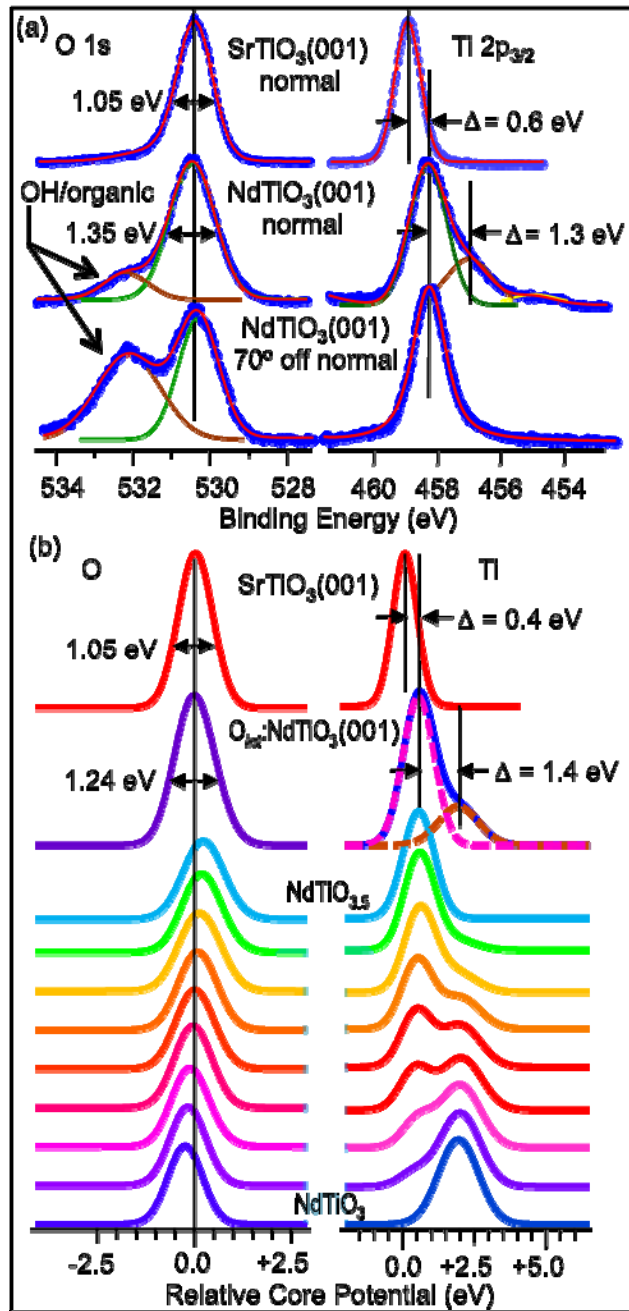 (a)
O 1s
SrTiO3(001)
normal
Ti 2p3/2
1.05 eV
Δ = 0.6 eV
OH/organic
NdTiO3(001)
normal
1.35 eV
Δ = 1.3 eV
NdTiO3(001)
70º off normal
534 532 530 528 460 458 456 454
Binding Energy (eV)
(b)
O
SrTiO3(001)
Ti
1.05 eV
Δ = 0.4 eV
Oint:NdTiO3(001)
1.24 eV
Δ = 1.4 eV
NdTiO3.5
NdTiO3
-2.5 0.0 +2.5 0.0 +2.5 +5.0
Relative Core Potential (eV)